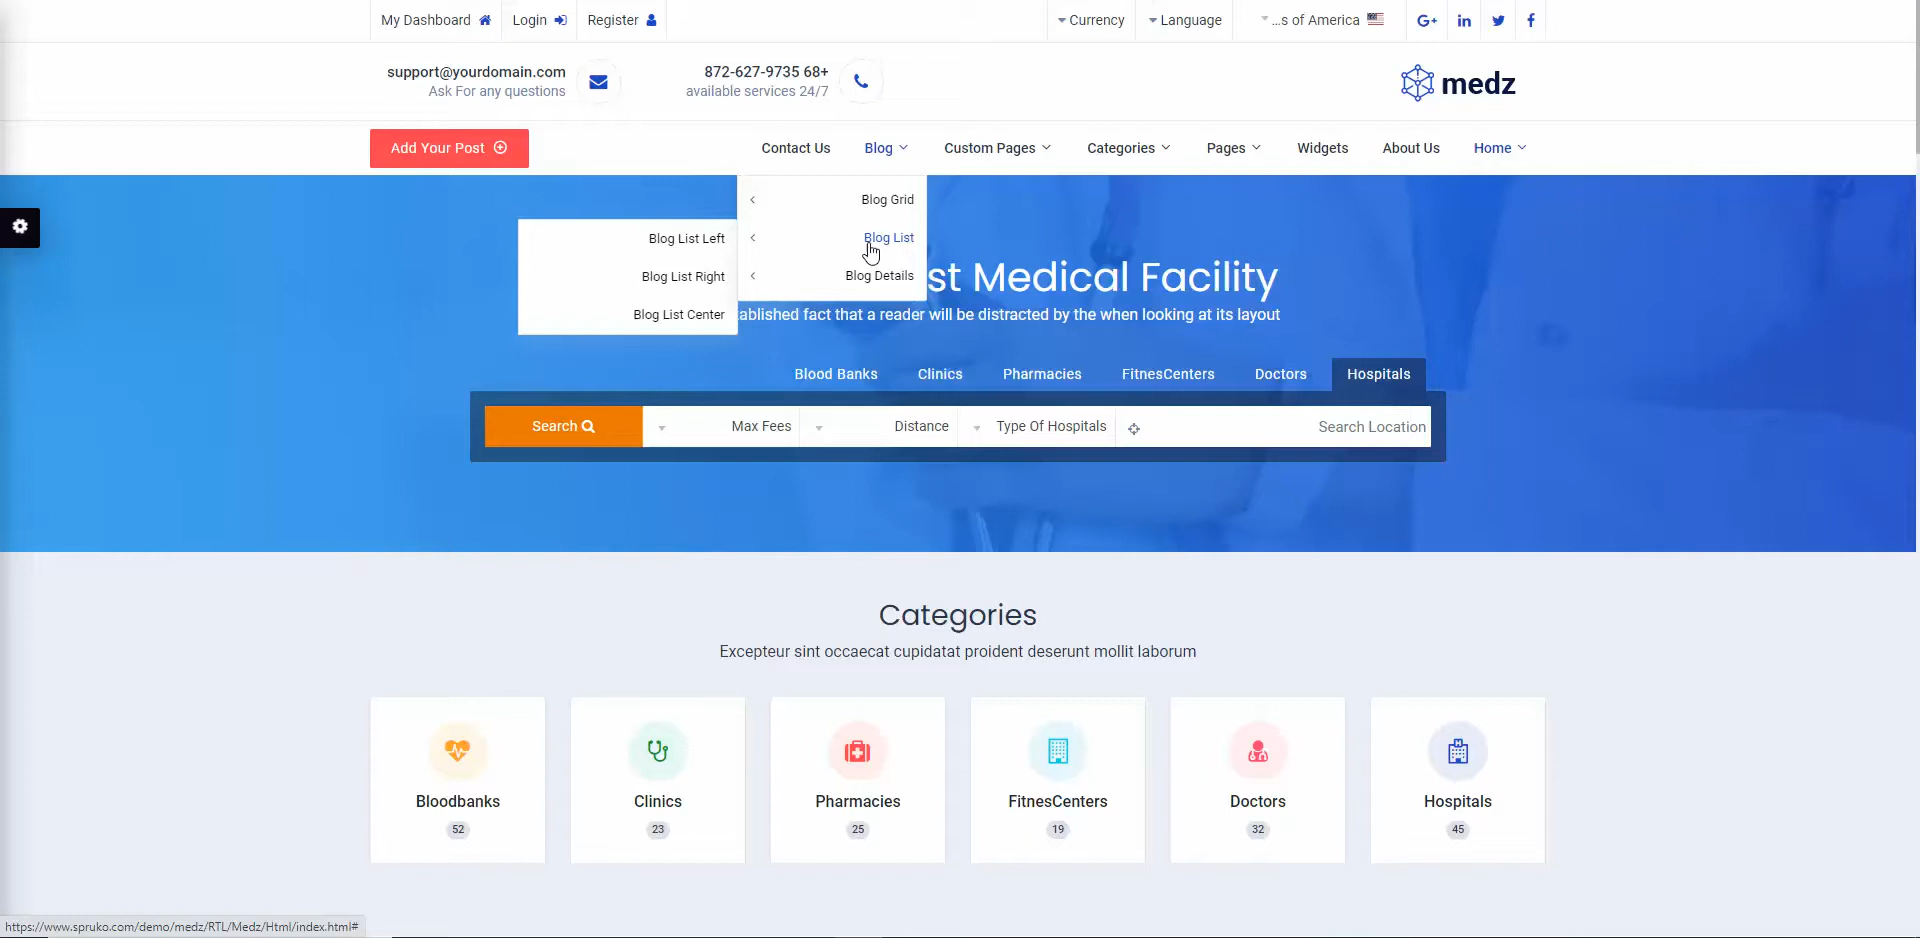 My Dashboard
Login
Register
Currency
Language
...s of America
G+
in
f
support@yourdomain.com
Ask For any questions
872-627-9735 68+
available services 24/7
medz
Add Your Post
Contact Us
Blog
Custom Pages
Categories
Pages
Widgets
About Us
Home
Blog Grid
Blog List
Blog Details
Blog List Left
Blog List Right
Blog List Center
st Medical Facility
tablished fact that a reader will be distracted by the when looking at its layout
Blood Banks
Clinics
Pharmacies
FitnesCenters
Doctors
Hospitals
Search
Max Fees
Distance
Type Of Hospitals
Search Location
Categories
Excepteur sint occaecat cupidatat proident deserunt mollit laborum
Bloodbanks
52
Clinics
23
Pharmacies
25
FitnesCenters
19
Doctors
32
Hospitals
45
https://www.spruko.com/demo/medz/RTL/Medz/Html/index.html#